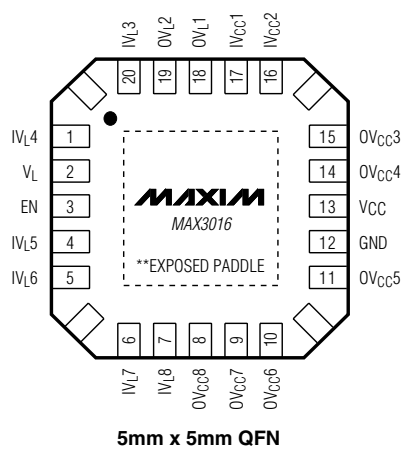 IVL3
OVL2
OVL1
IVCC1
IVCC2
20
19
18
17
16
IVL4 1
VL 2
EN 3
IVL5 4
IVL6 5
15 OVCC3
14 OVCC4
13 VCC
12 GND
11 OVCC5
MAXIM
MAX3016
**EXPOSED PADDLE
6
7
8
9
10
IVL7
IVL8
OVCC8
OVCC7
OVCC6
5mm x 5mm QFN